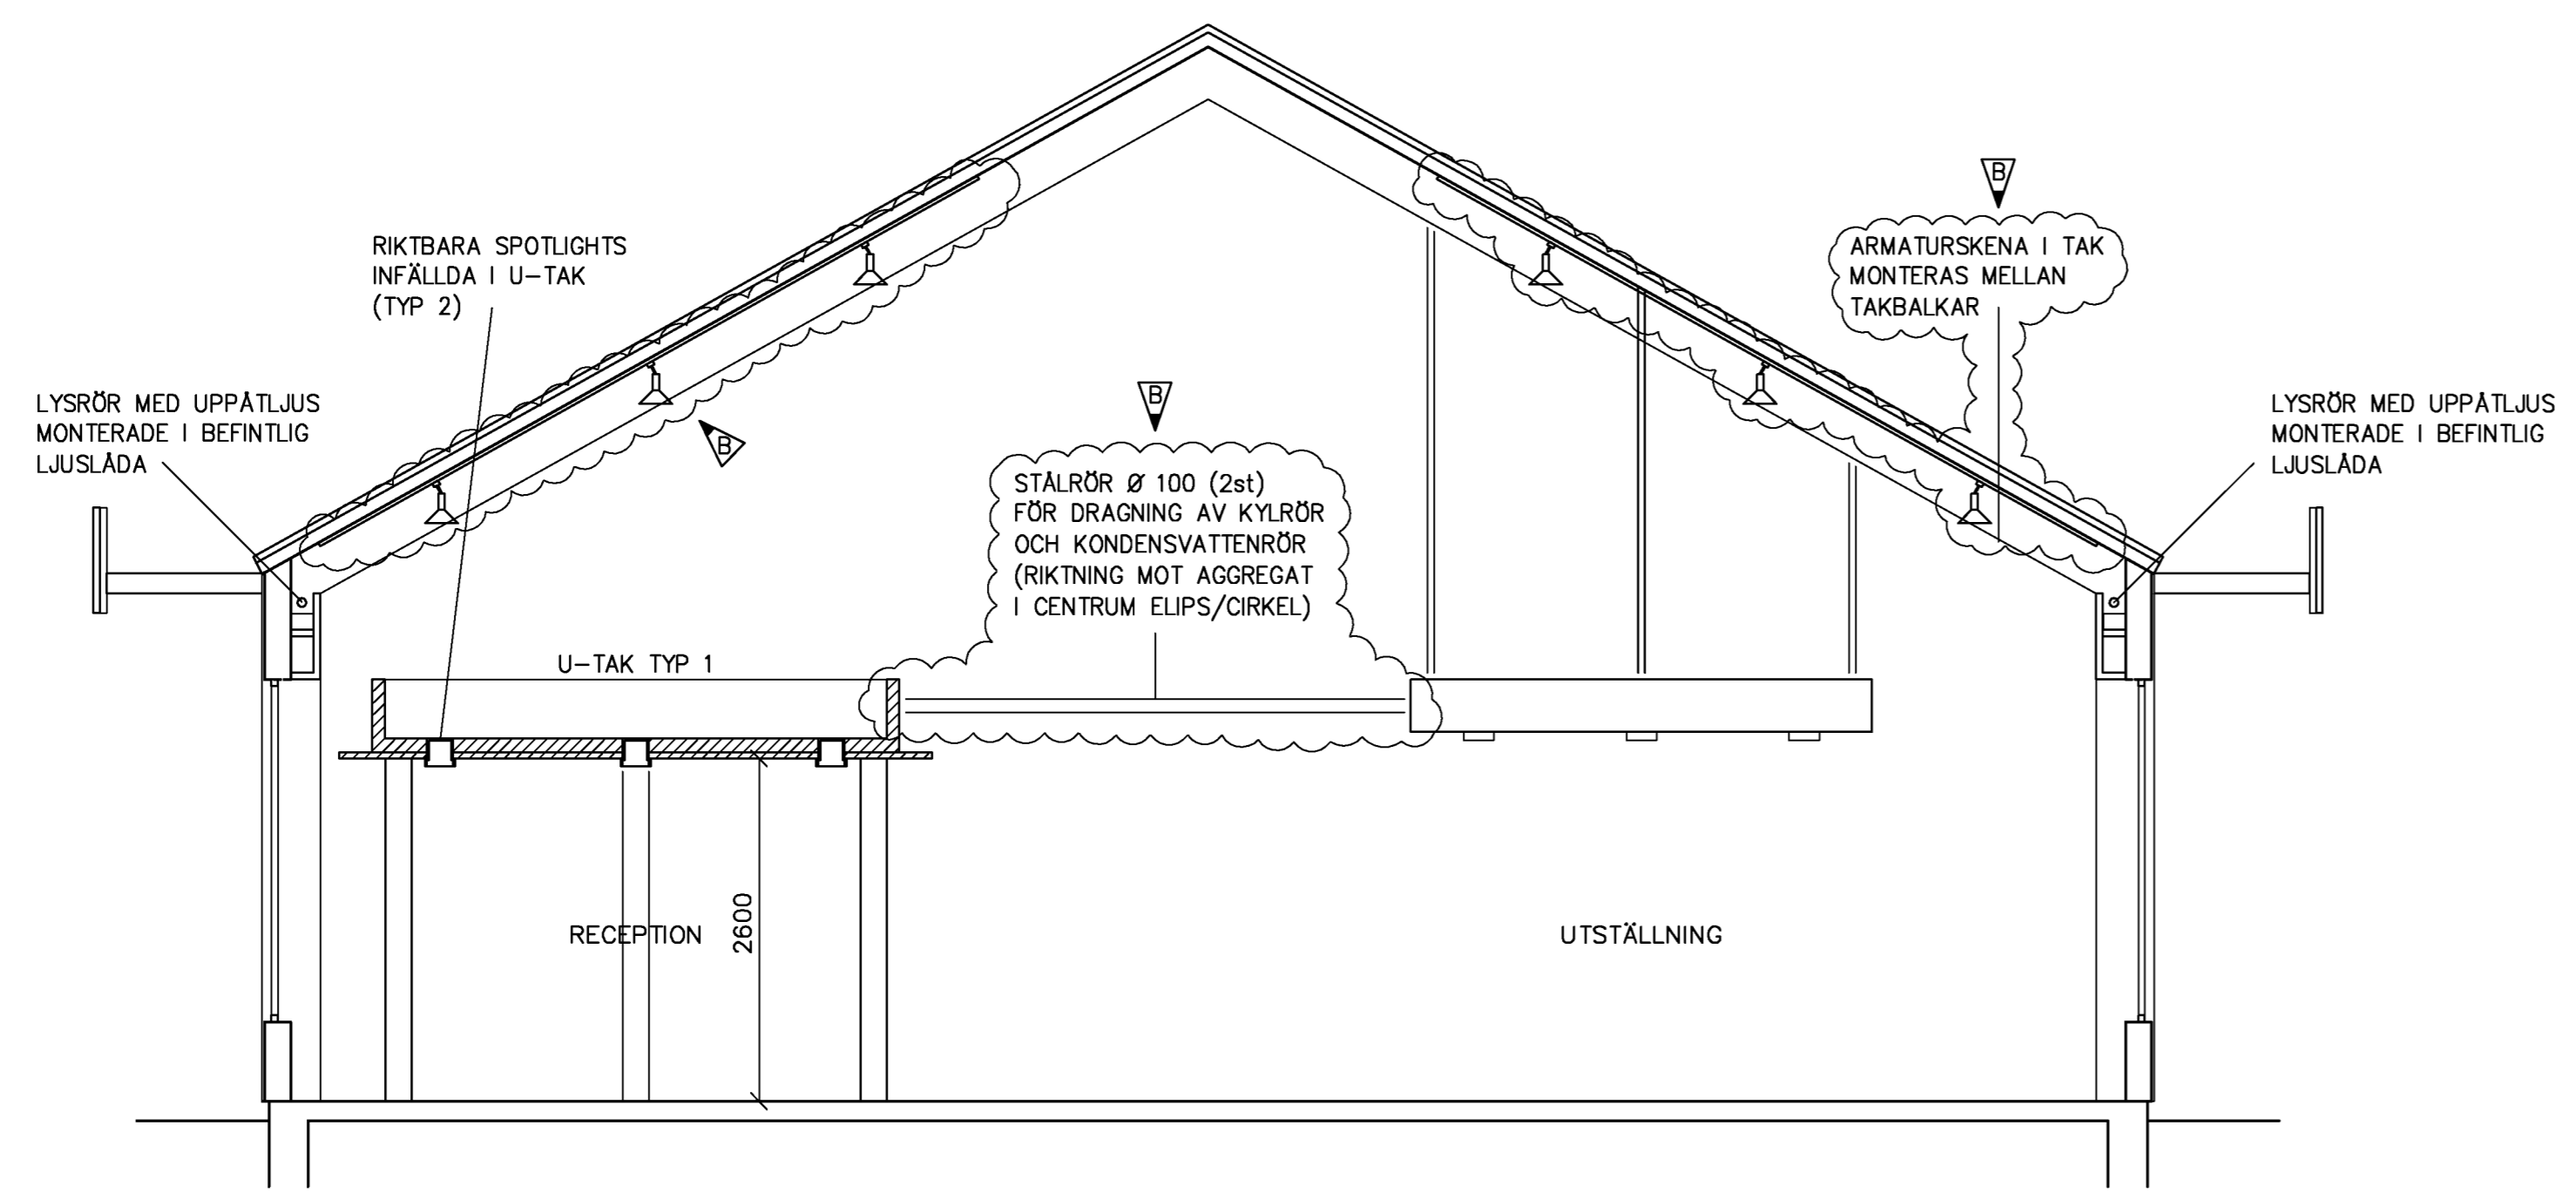 B
RIKTBARA SPOTLIGHTS
INFÄLLDA I U-TAK
(TYP 2)
ARMATURSKENA I TAK
MONTERAS MELLAN
TAKBALKAR
LYSRÖR MED UPPÅTLJUS
MONTERADE I BEFINTLIG
LJUSLÅDA
B
B
LYSRÖR MED UPPÅTLJUS
MONTERADE I BEFINTLIG
LJUSLÅDA
STÅLRÖR Ø 100 (2st)
FÖR DRAGNING AV KYLRÖR
OCH KONDENSVATTENRÖR
(RIKTNING MOT AGGREGAT
I CENTRUM ELIPS/CIRKEL)
U-TAK TYP 1
RECEPTION
2600
UTSTÄLLNING